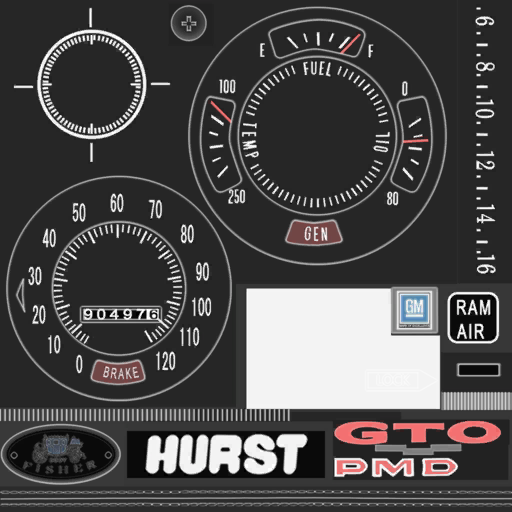 E F
FUEL
100 0
TEMP OIL
250 80
GEN
.6.ı.8.ı.10.ı.12.ı.14.ı.16
60
50 70
40 80
30 90
20 100
10 110
0 120
904976
BRAKE
GM
RAM
AIR
FISHER
HURST
GTO
PMD